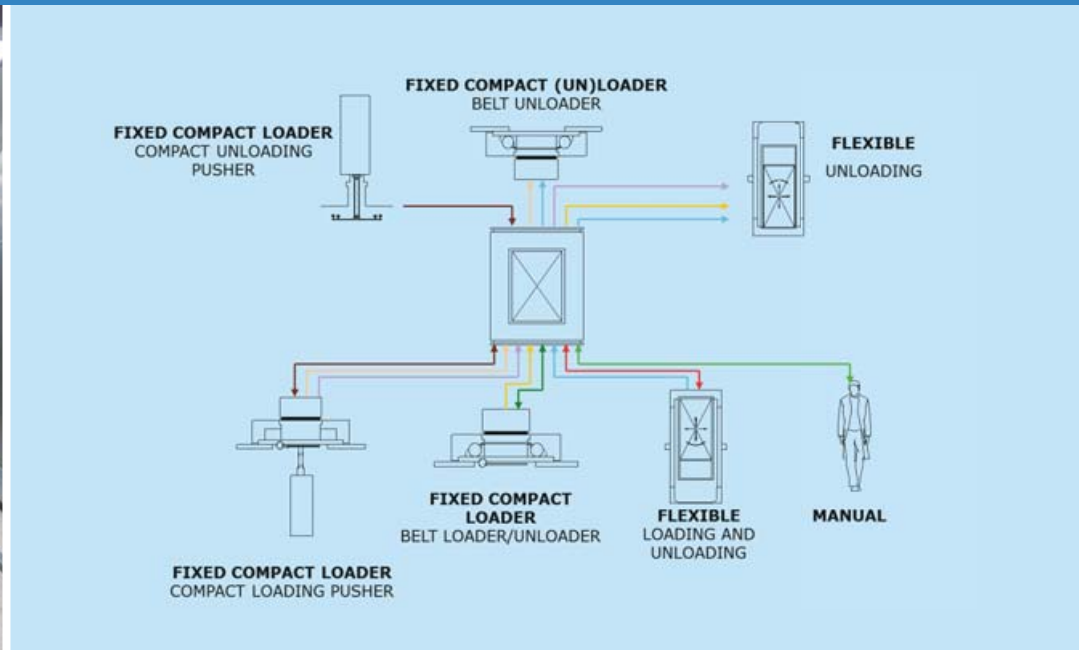 FIXED COMPACT (UN)LOADER
BELT UNLOADER
FIXED COMPACT LOADER
COMPACT UNLOADING
PUSHER
FLEXIBLE
UNLOADING
FIXED COMPACT
LOADER
BELT LOADER/UNLOADER
FLEXIBLE
LOADING AND
UNLOADING
MANUAL
FIXED COMPACT LOADER
COMPACT LOADING PUSHER